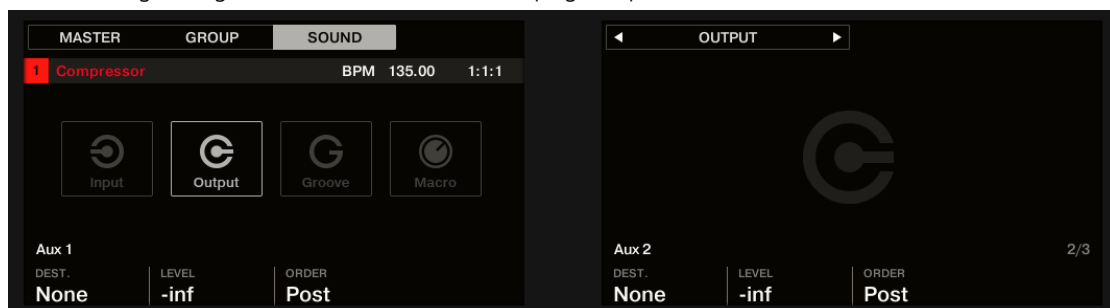 MASTER GROUP SOUND
1 Compressor BPM 135.00 1:1:1
Input Output Groove Macro
Aux 1
DEST. LEVEL ORDER
None -inf Post
OUTPUT
Aux 2 2/3
DEST. LEVEL ORDER
None -inf Post